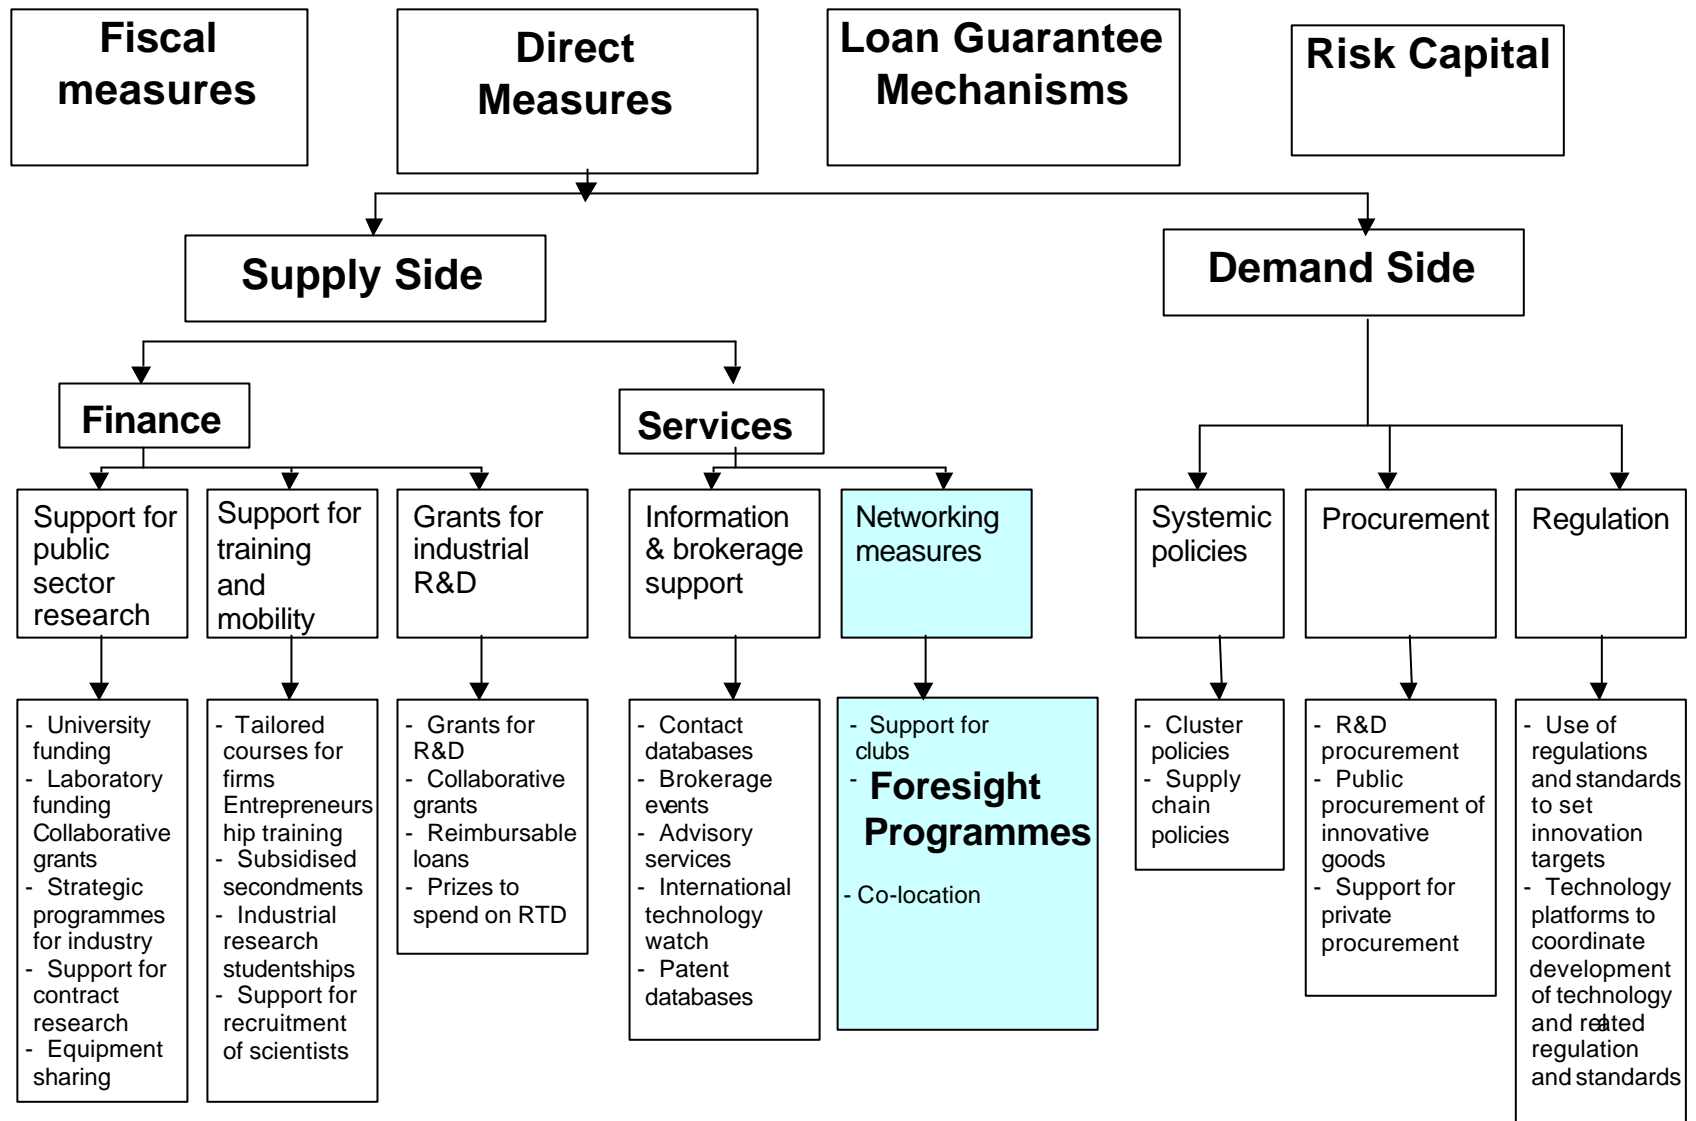 Fiscal
measures
Direct
Measures
Loan Guarantee
Mechanisms
Risk Capital
Supply Side
Demand Side
Finance
Services
Support for
public
sector
research
Support for
training
and
mobility
Grants for
industrial
R&D
Information
& brokerage
support
Networking
measures
Systemic
policies
Procurement
Regulation
- University
funding
- Laboratory
funding
Collaborative
grants
- Strategic
programmes
for industry
- Support for
contract
research
- Equipment
sharing
- Tailored
courses for
firms
Entrepreneurs
hip training
- Subsidised
secondments
- Industrial
research
studentships
- Support for
recruitment
of scientists
- Grants for
R&D
- Collaborative
grants
- Reimbursable
loans
- Prizes to
spend on RTD
- Contact
databases
- Brokerage
events
- Advisory
services
- International
technology
watch
- Patent
databases
- Support for
clubs
- Foresight
Programmes
- Co-location
- Cluster
policies
- Supply
chain
policies
- R&D
procurement
- Public
procurement of
innovative
goods
- Support for
private
procurement
- Use of
regulations
and standards
to set
innovation
targets
- Technology
platforms to
coordinate
development
of technology
and related
regulation
and standards